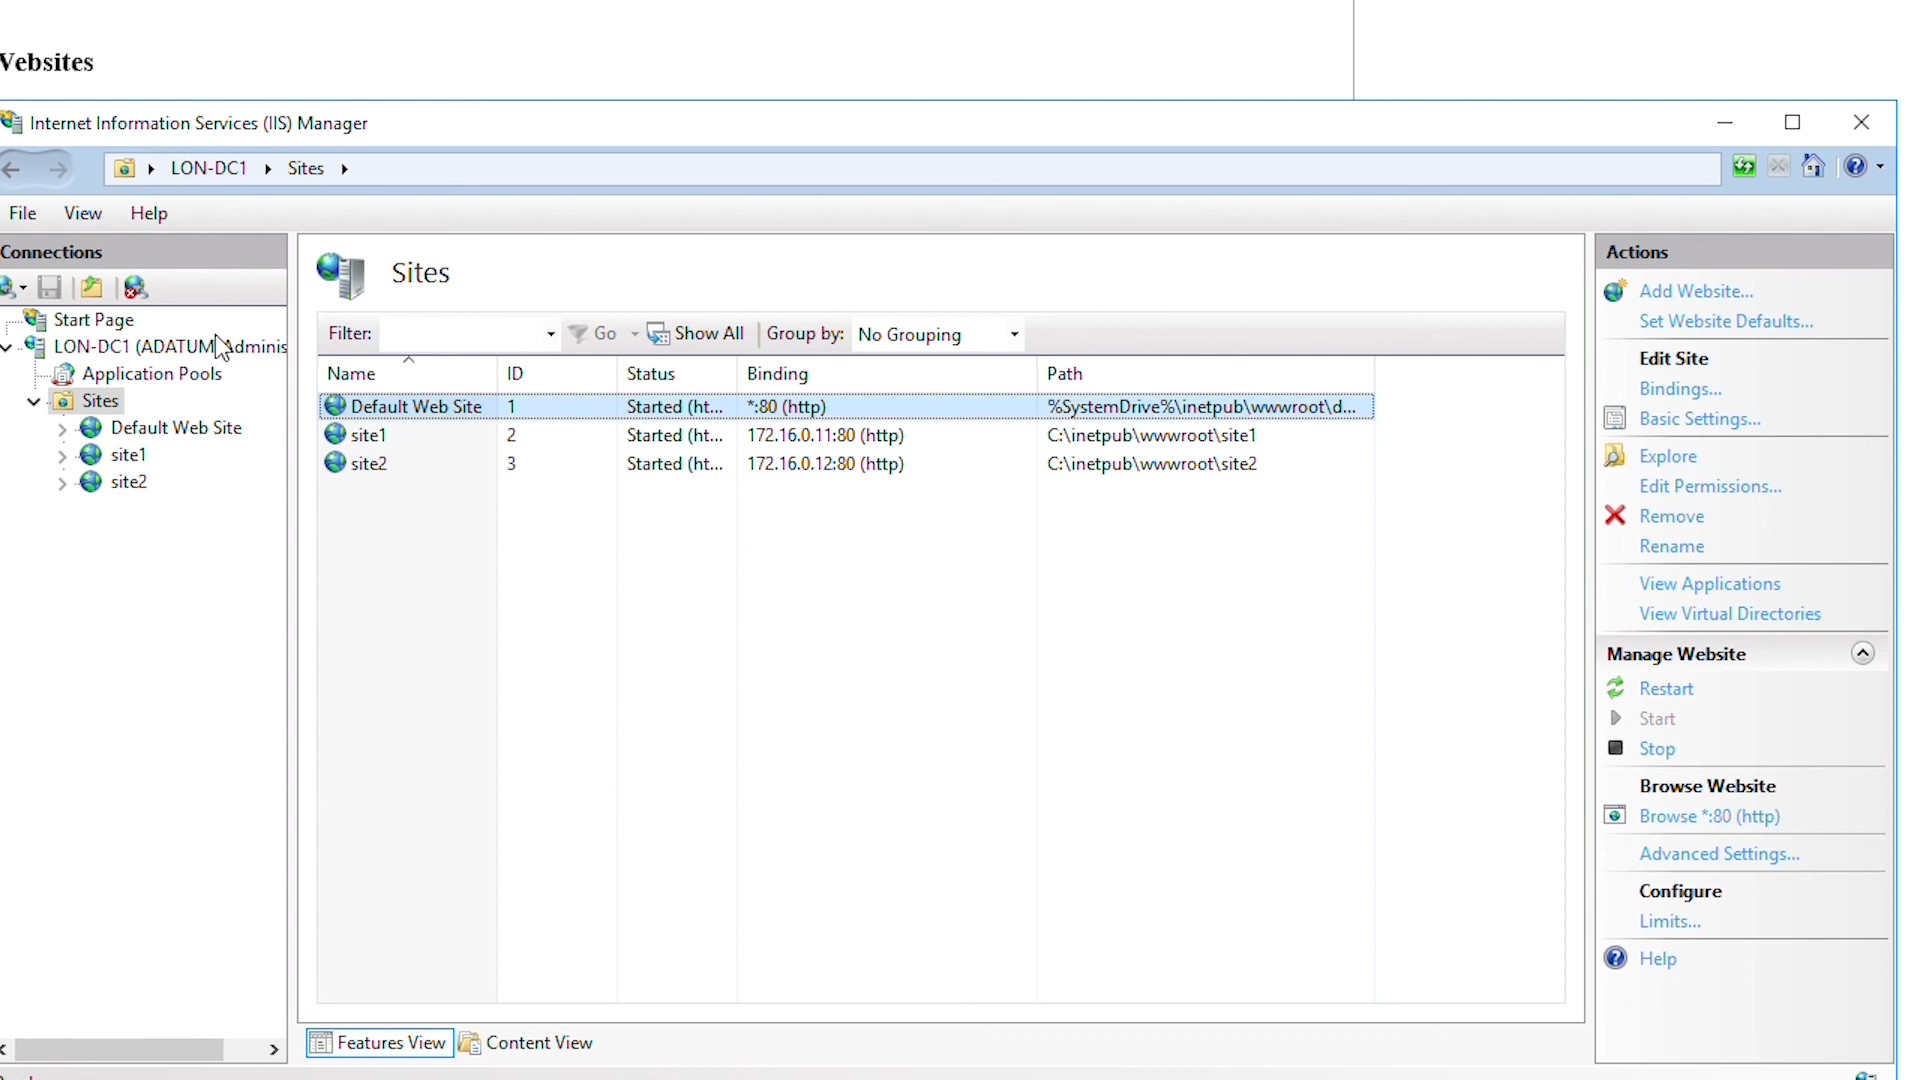 Websites
Internet Information Services (IIS) Manager
LON-DC1 Sites
File View Help
Connections
Start Page
LON-DC1 (ADATUM\Adminis
Application Pools
Sites
Default Web Site
site1
site2
Sites
Filter: Go Show All Group by: No Grouping
Name ID Status Binding Path
Default Web Site 1 Started (ht... *:80 (http) %SystemDrive%\inetpub\wwwroot\d...
site1 2 Started (ht... 172.16.0.11:80 (http) C:\inetpub\wwwroot\site1
site2 3 Started (ht... 172.16.0.12:80 (http) C:\inetpub\wwwroot\site2
Features View Content View
Actions
Add Website...
Set Website Defaults...
Edit Site
Bindings...
Basic Settings...
Explore
Edit Permissions...
Remove
Rename
View Applications
View Virtual Directories
Manage Website
Restart
Start
Stop
Browse Website
Browse *:80 (http)
Advanced Settings...
Configure
Limits...
Help